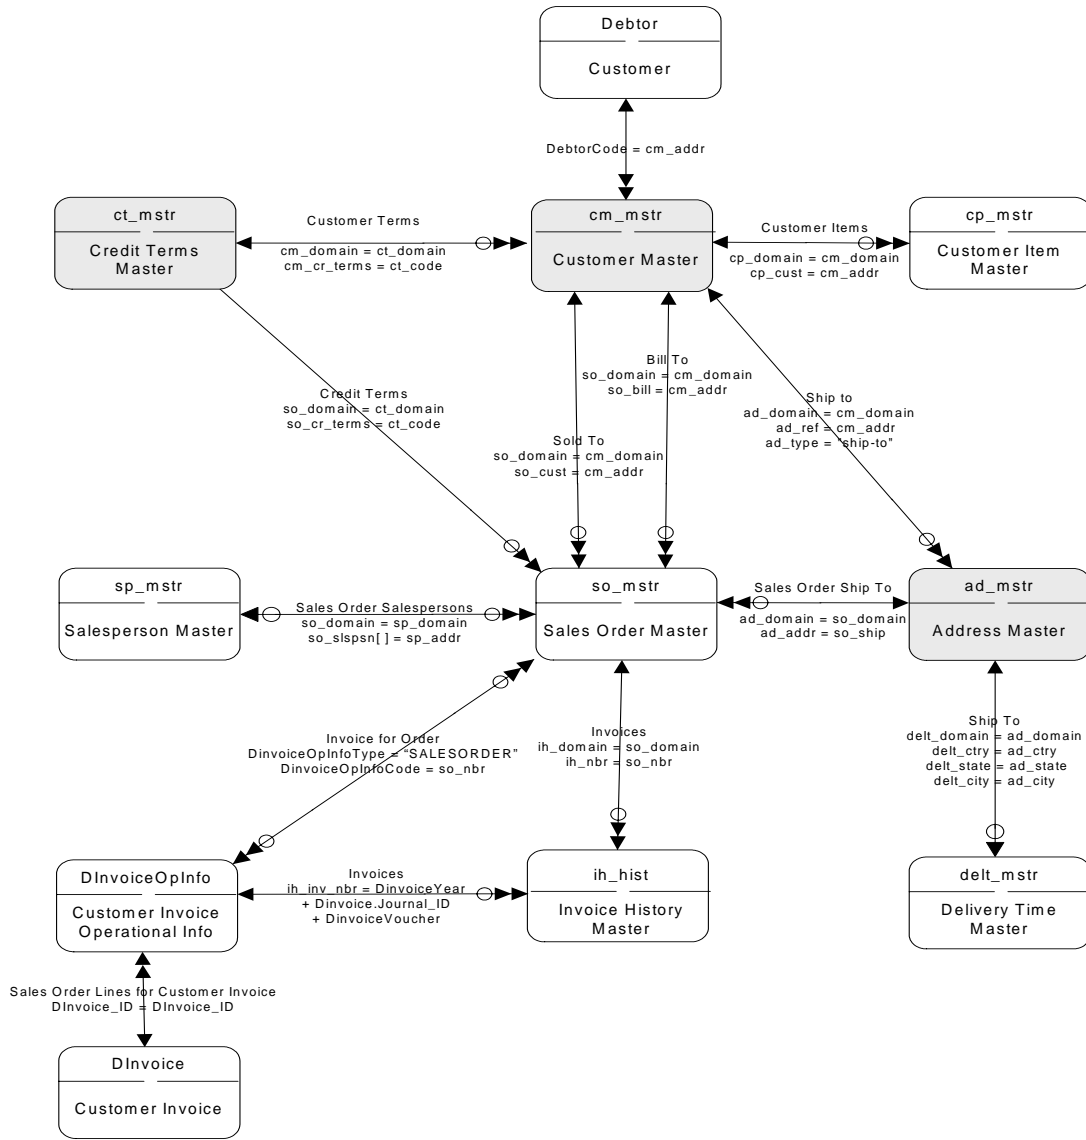 Debtor
Customer
DebtorCode = cm_addr
ct_mstr
Credit Terms
Master
Customer Terms
cm_domain = ct_domain
cm_cr_terms = ct_code
cm_mstr
Customer Master
Customer Items
cp_domain = cm_domain
cp_cust = cm_addr
cp_mstr
Customer Item
Master
Credit Terms
so_domain = ct_domain
so_cr_terms = ct_code
Sold To
so_domain = cm_domain
so_cust = cm_addr
Bill To
so_domain = cm_domain
so_bill = cm_addr
Ship to
ad_domain = cm_domain
ad_ref = cm_addr
ad_type = "ship-to"
sp_mstr
Salesperson Master
Sales Order Salespersons
so_domain = sp_domain
so_slspsn[ ] = sp_addr
so_mstr
Sales Order Master
Sales Order Ship To
ad_domain = so_domain
ad_addr = so_ship
ad_mstr
Address Master
Invoice for Order
DinvoiceOpInfoType = “SALESORDER”
DinvoiceOpInfoCode = so_nbr
Invoices
ih_domain = so_domain
ih_nbr = so_nbr
Ship To
delt_domain = ad_domain
delt_ctry = ad_ctry
delt_state = ad_state
delt_city = ad_city
DInvoiceOpInfo
Customer Invoice
Operational Info
Invoices
ih_inv_nbr = DinvoiceYear
+ Dinvoice.Journal_ID
+ DinvoiceVoucher
ih_hist
Invoice History
Master
delt_mstr
Delivery Time
Master
Sales Order Lines for Customer Invoice
DInvoice_ID = DInvoice_ID
DInvoice
Customer Invoice